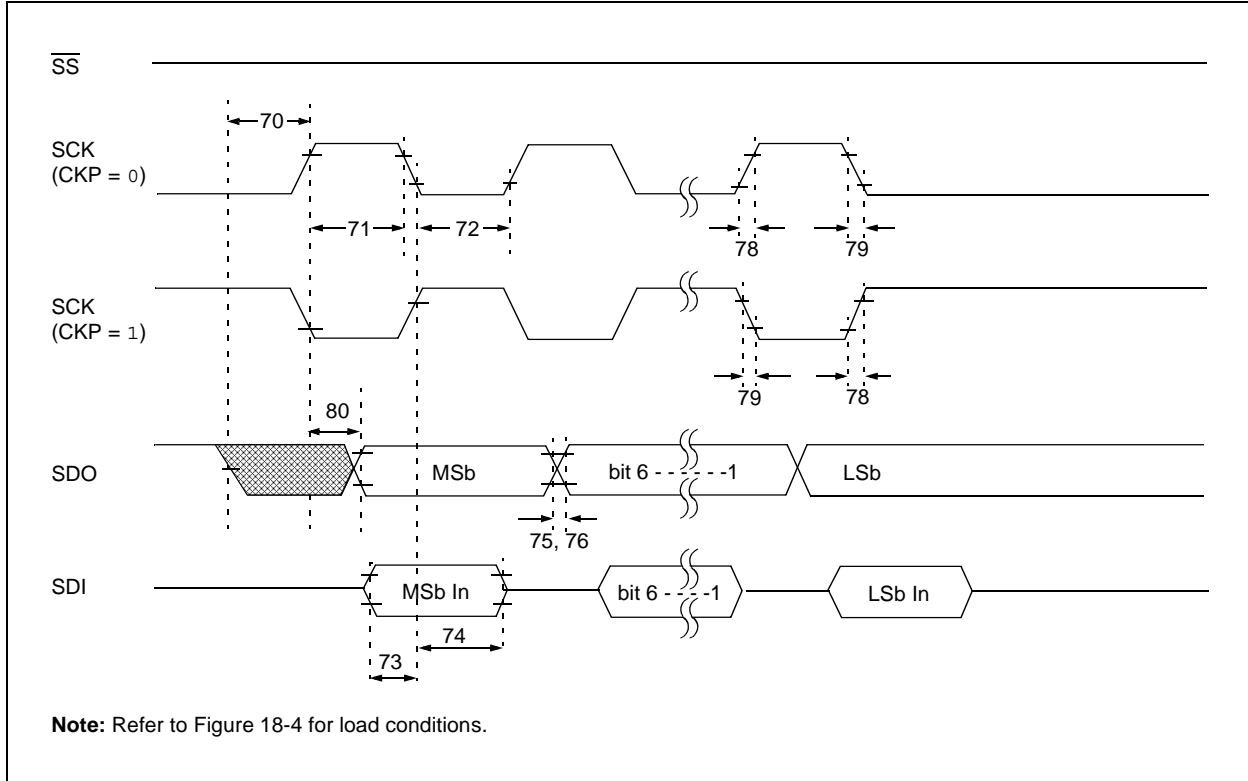 SS
70
SCK
(CKP = 0)
71
72
78
79
SCK
(CKP = 1)
79
78
80
SDO
MSb
bit 6 - - - - - - -1
LSb
75, 76
SDI
MSb In
bit 6 - - - - -1
LSb In
74
73
Note: Refer to Figure 18-4 for load conditions.